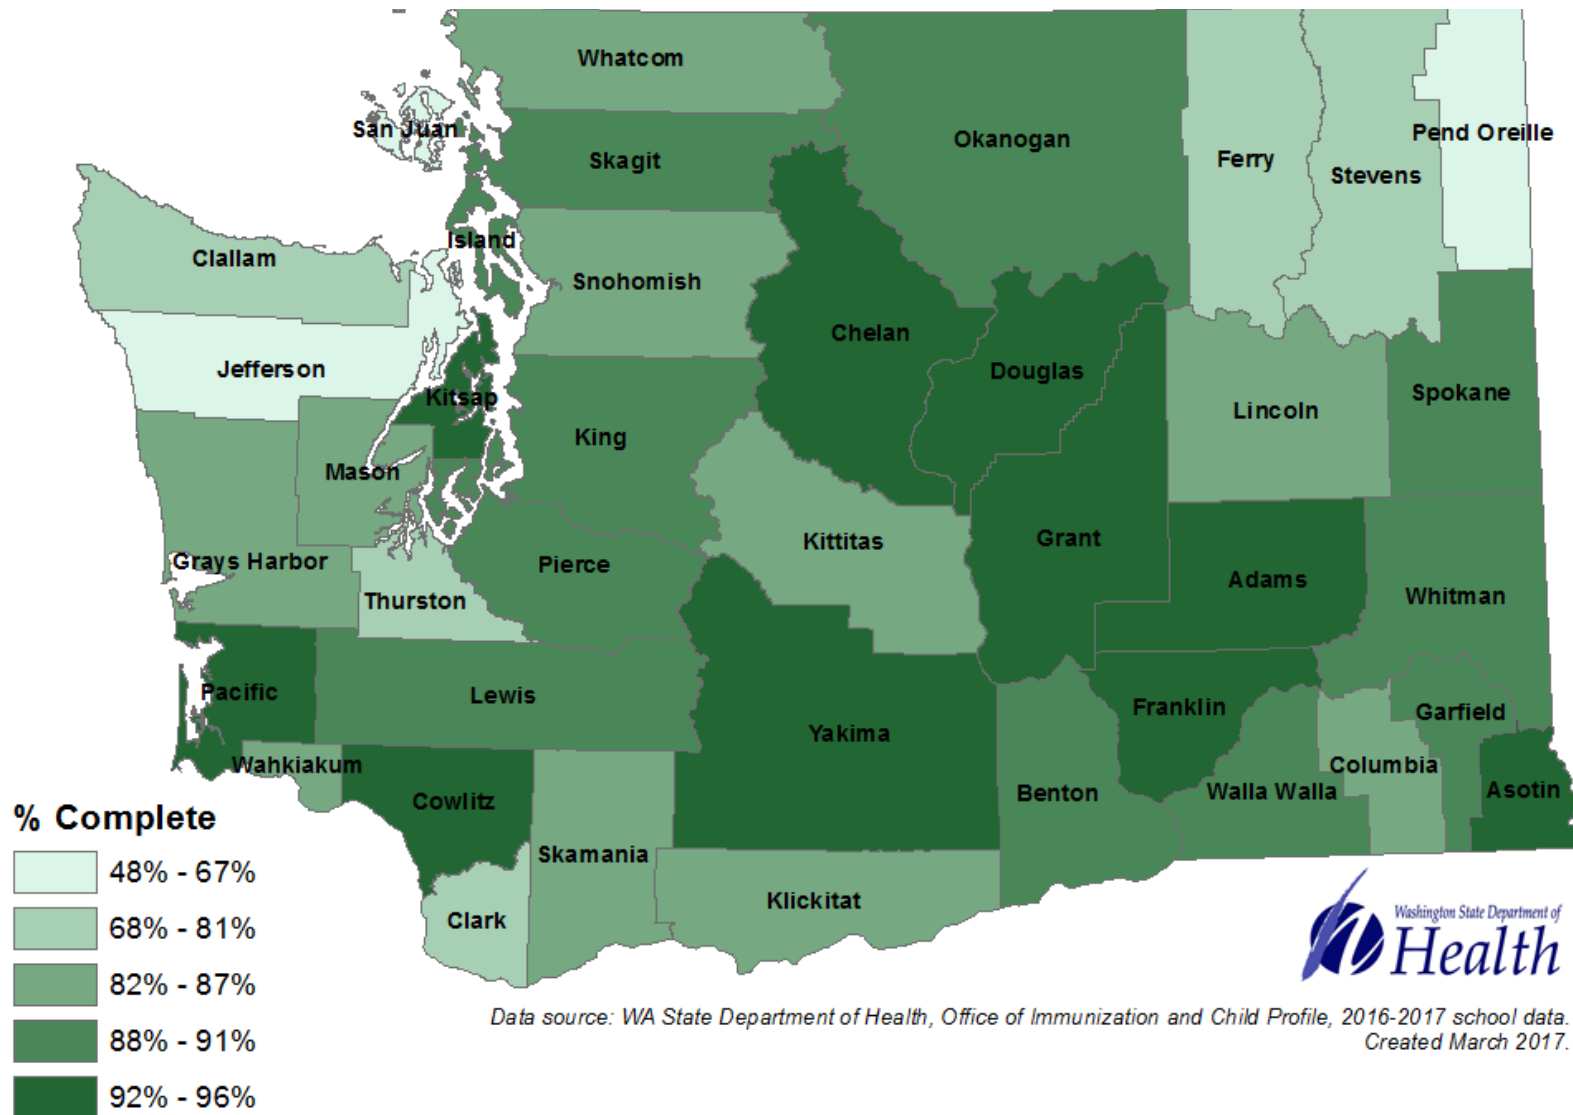 Whatcom
San Juan
Skagit
Okanogan
Ferry
Stevens
Pend Oreille
Clallam
Island
Snohomish
Chelan
Douglas
Jefferson
Kitsap
King
Lincoln
Spokane
Mason
Grays Harbor
Thurston
Pierce
Kittitas
Grant
Adams
Whitman
Pacific
Lewis
Yakima
Franklin
Garfield
Wahkiakum
Cowlitz
Skamania
Benton
Walla Walla
Columbia
Asotin
Clark
Klickitat
% Complete
48% - 67%
68% - 81%
82% - 87%
88% - 91%
92% - 96%
Washington State Department of
Health
Data source: WA State Department of Health, Office of Immunization and Child Profile, 2016-2017 school data.
Created March 2017.